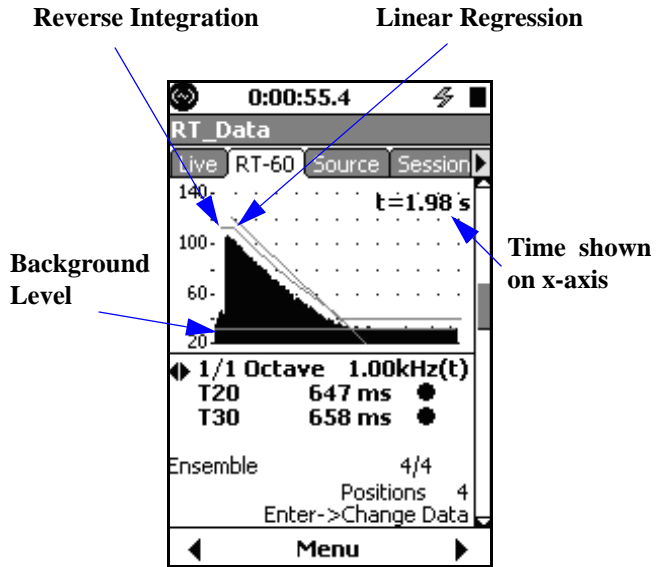 Reverse Integration
Linear Regression
0:00:55.4
RT_Data
Live RT-60 Source Session
140
t=1.98 s
100
60
20
Background
Level
Time shown
on x-axis
1/1 Octave 1.00kHz(t)
T20 647 ms
T30 658 ms
Ensemble 4/4
Positions 4
Enter->Change Data
Menu